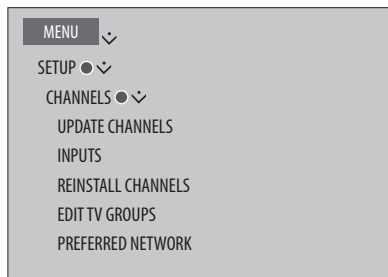 MENU
SETUP
CHANNELS
UPDATE CHANNELS
INPUTS
REINSTALL CHANNELS
EDIT TV GROUPS
PREFERRED NETWORK